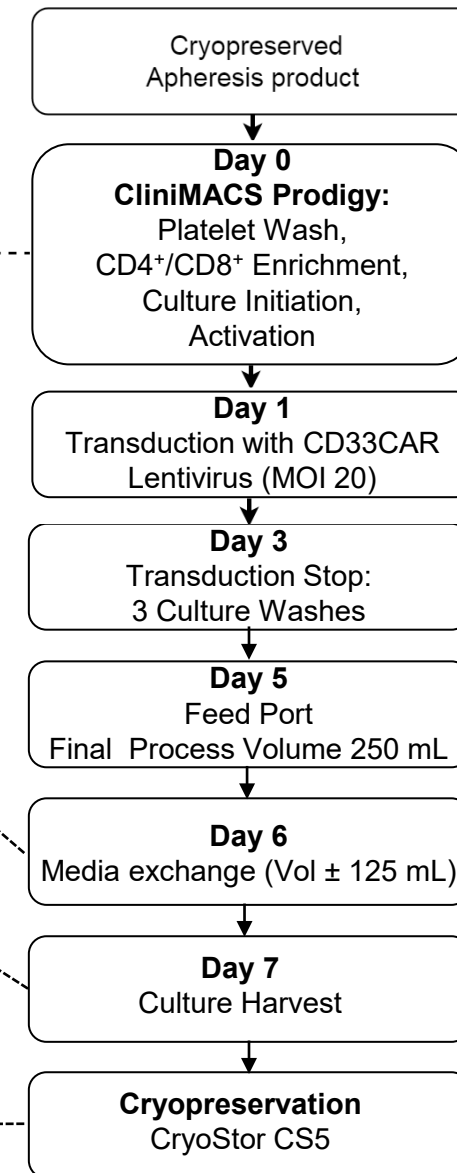 Cryopreserved
Apheresis product
Day 0
CliniMACS Prodigy:
Platelet Wash,
CD4⁺/CD8⁺ Enrichment,
Culture Initiation,
Activation
Day 1
Transduction with CD33CAR
Lentivirus (MOI 20)
Day 3
Transduction Stop:
3 Culture Washes
Day 5
Feed Port
Final Process Volume 250 mL
Day 6
Media exchange (Vol ± 125 mL)
Day 7
Culture Harvest
Cryopreservation
CryoStor CS5